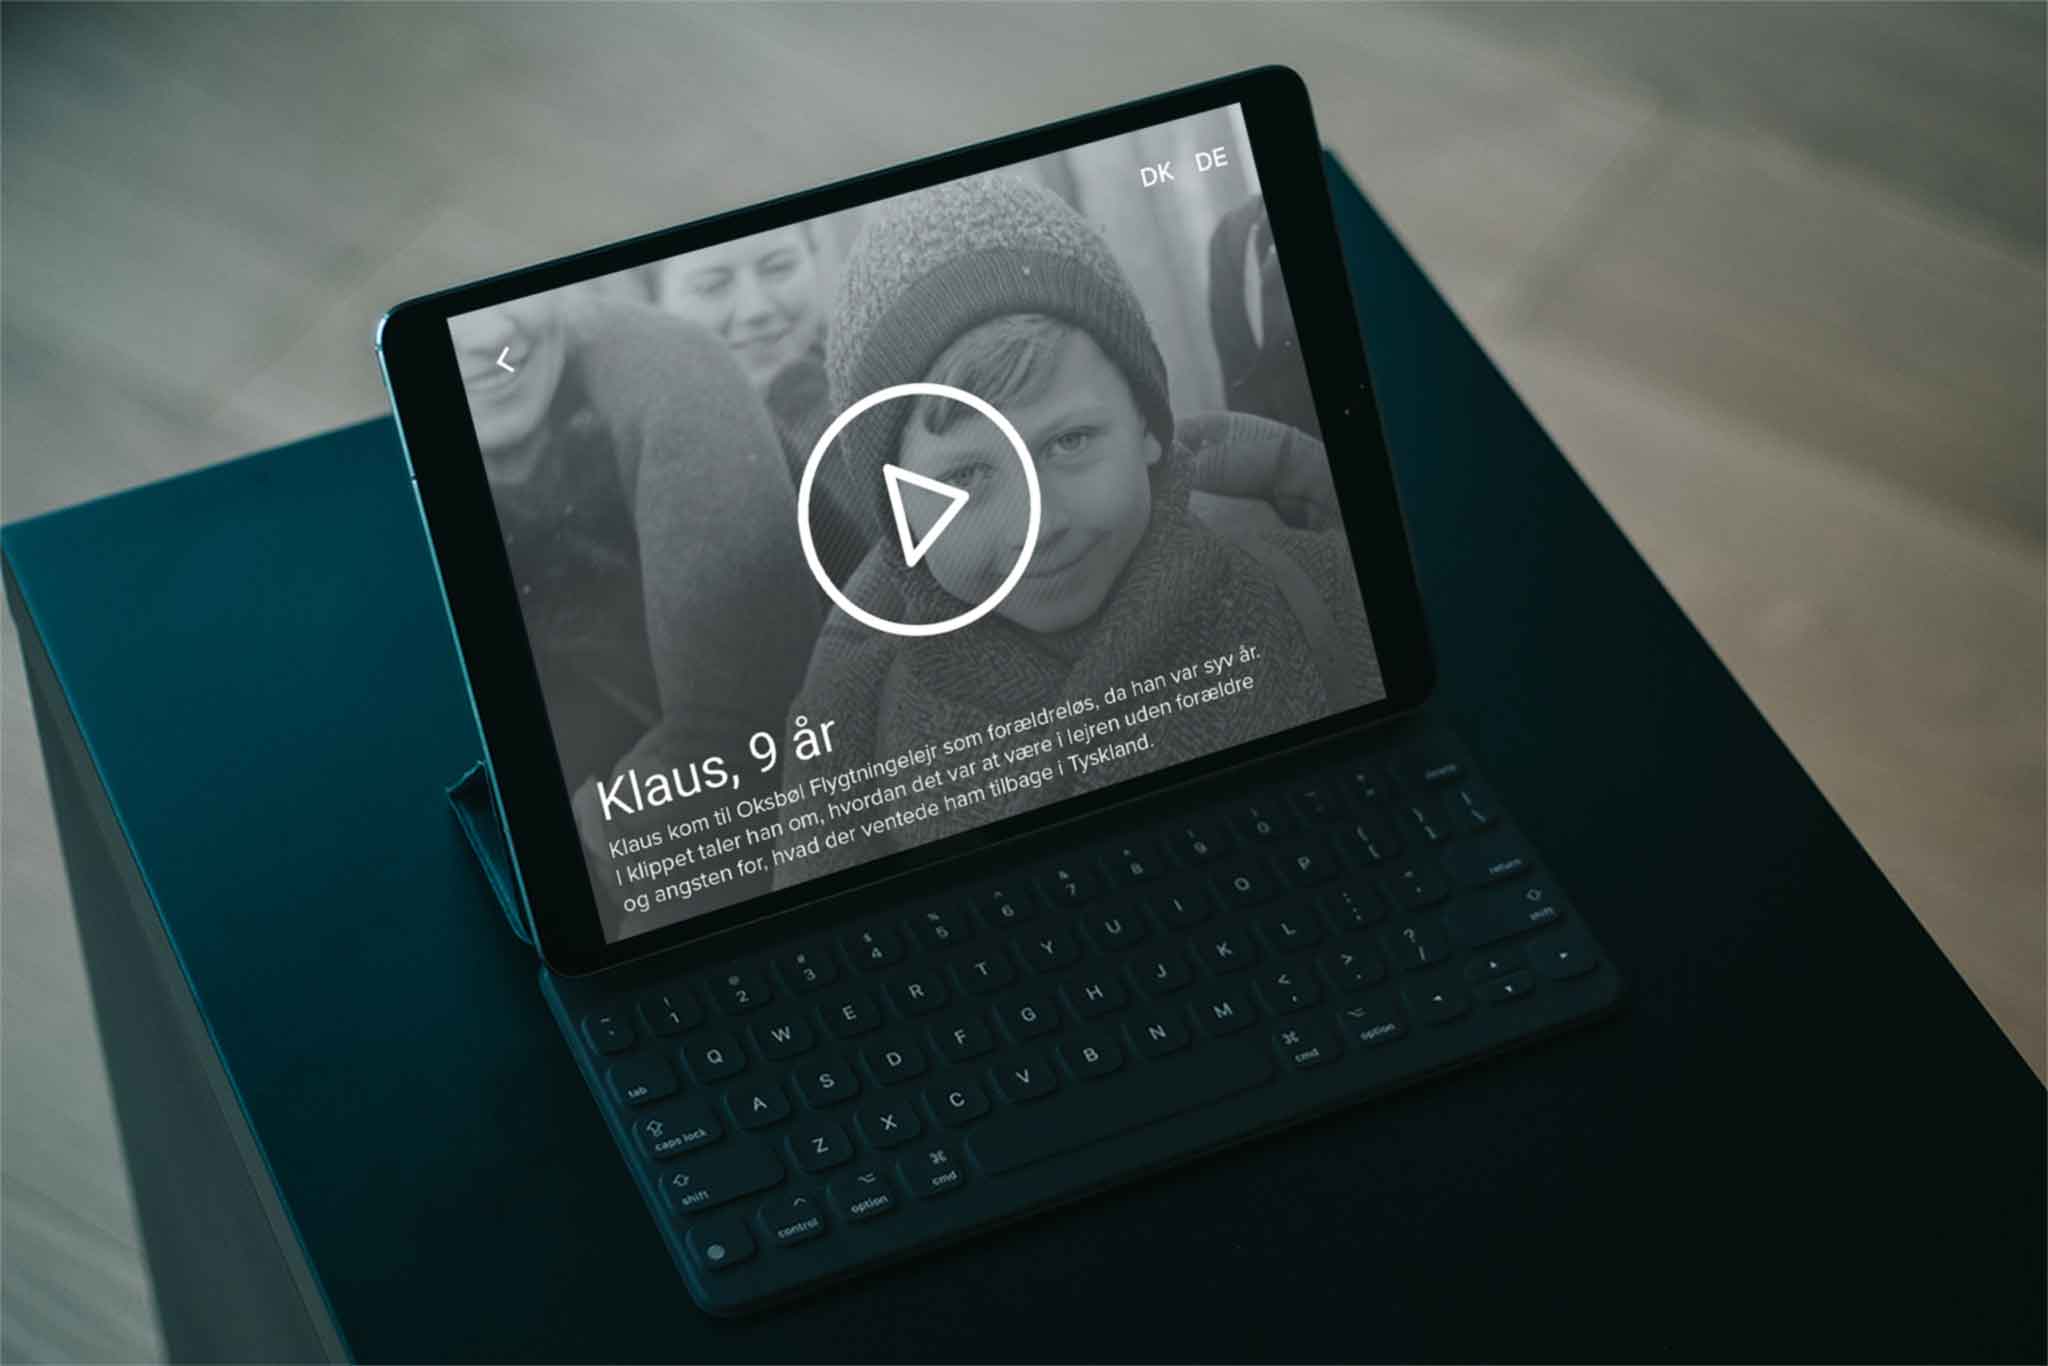 DK DE
Klaus, 9 år
Klaus kom til Oksbøl Flygtningelejr som forældreløs, da han var syv år.
I klippet taler han om, hvordan det var at være i lejren uden forældre
og angsten for, hvad der ventede ham tilbage i Tyskland.
delete
~ ! @ # $ % ^ & * ( ) _ +
` 1 2 3 4 5 6 7 8 9 0 - =
tab Q W E R T Y U I O P { [ } ] | \
caps lock A S D F G H J K L : ; " ' return
shift Z X C V B N M < , > . ? / shift
control option cmd cmd option